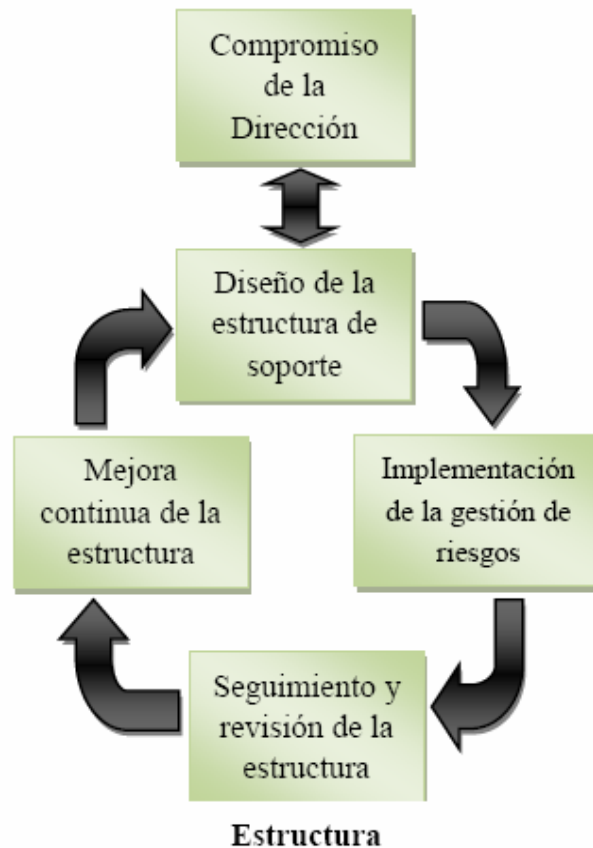 Compromiso
de la
Dirección
Diseño de la
estructura de
soporte
Mejora
continua de la
estructura
Implementación
de la gestión de
riesgos
Seguimiento y
revisión de la
estructura
Estructura